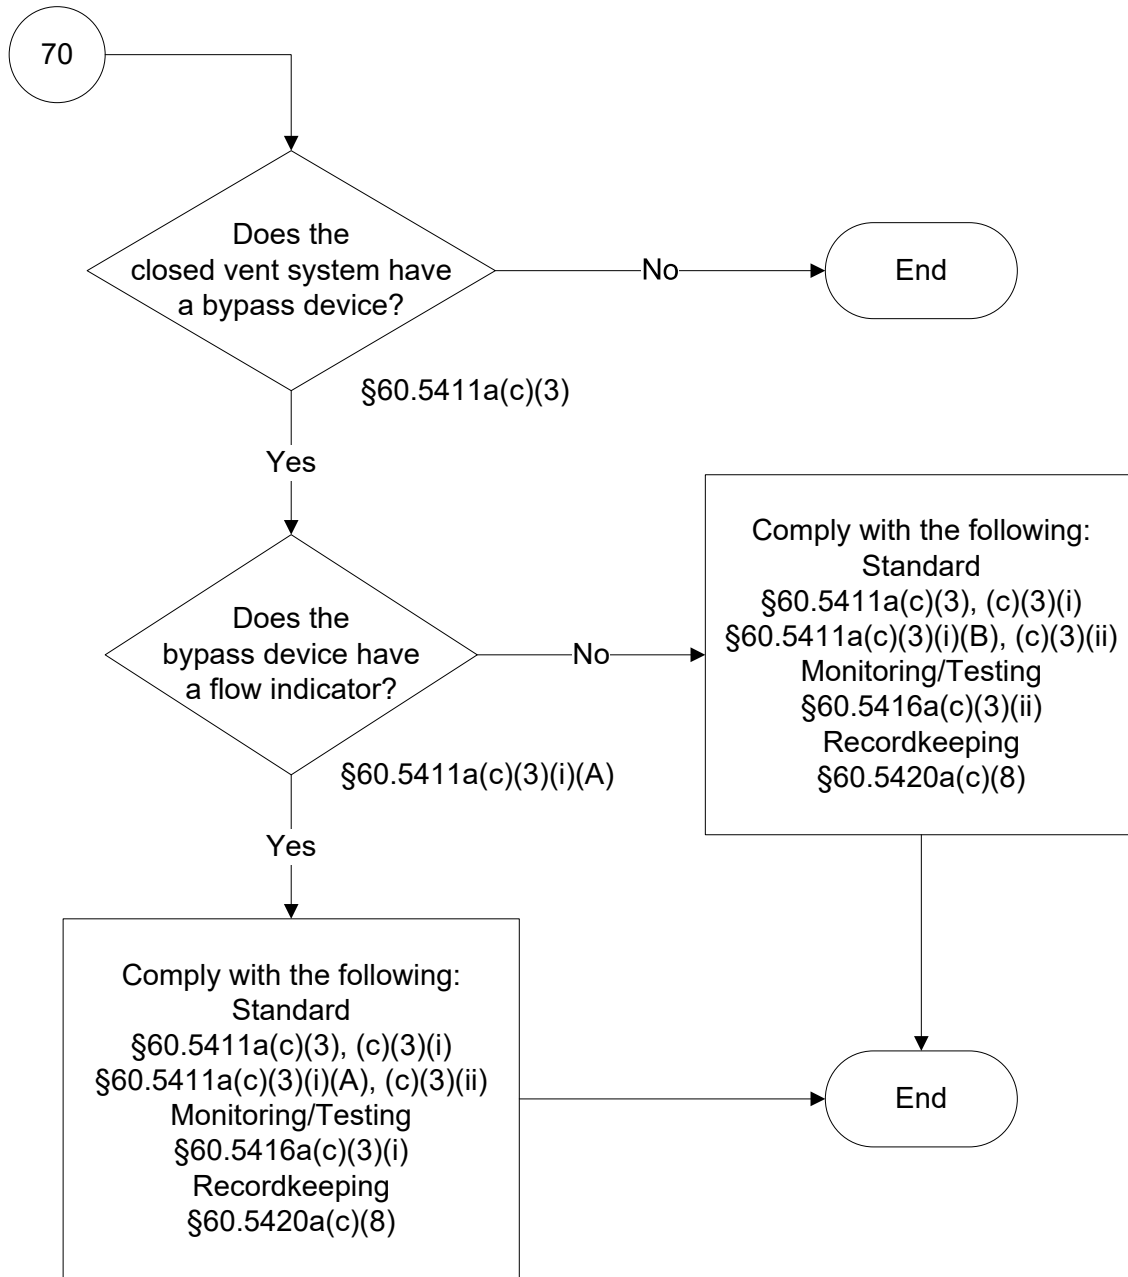 70
Does the
closed vent system have
a bypass device?
No
End
§60.5411a(c)(3)
Yes
Does the
bypass device have
a flow indicator?
No
§60.5411a(c)(3)(i)(A)
Comply with the following:
Standard
§60.5411a(c)(3), (c)(3)(i)
§60.5411a(c)(3)(i)(B), (c)(3)(ii)
Monitoring/Testing
§60.5416a(c)(3)(ii)
Recordkeeping
§60.5420a(c)(8)
Yes
Comply with the following:
Standard
§60.5411a(c)(3), (c)(3)(i)
§60.5411a(c)(3)(i)(A), (c)(3)(ii)
Monitoring/Testing
§60.5416a(c)(3)(i)
Recordkeeping
§60.5420a(c)(8)
End